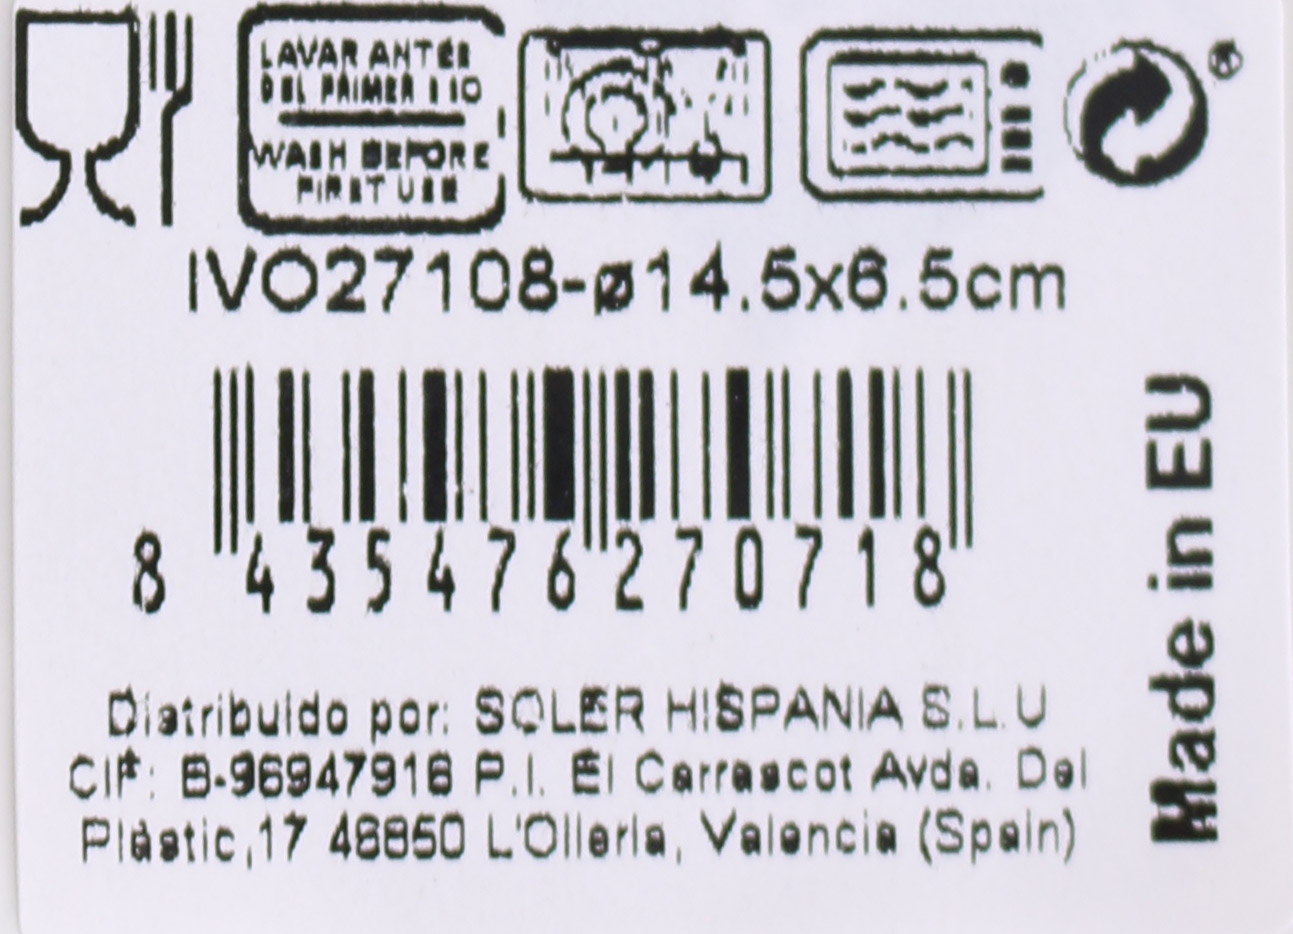 LAVAR ANTES
DEL PRIMER USO
WASH BEFORE
FIRST USE
®
IVO27108-ø14.5x6.5cm
8 435476 270718
Made in EU
Distribuido por: SOLER HISPANIA S.L.U
CIF: B-96947916 P.I. El Carrascot Avda. Del
Plàstic,17 46850 L'Olleria, Valencia (Spain)